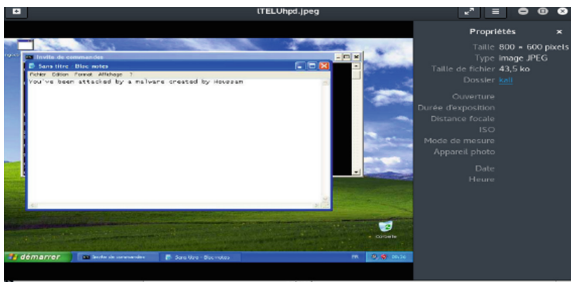 ITELUhpd.jpeg
Propriétés
Taille 800 × 600 pixels
Type image JPEG
Taille de fichier 43,5 ko
Dossier kali
Ouverture
Durée d'exposition
Distance focale
ISO
Mode de mesure
Appareil photo
Date
Heure
Invite de commandes
Sans titre - Bloc-notes
Fichier Edition Format Affichage ?
You've been attacked by a malware created by Houssam
Corbeille
démarrer
Invite de commandes
Sans titre - Bloc-notes
FR